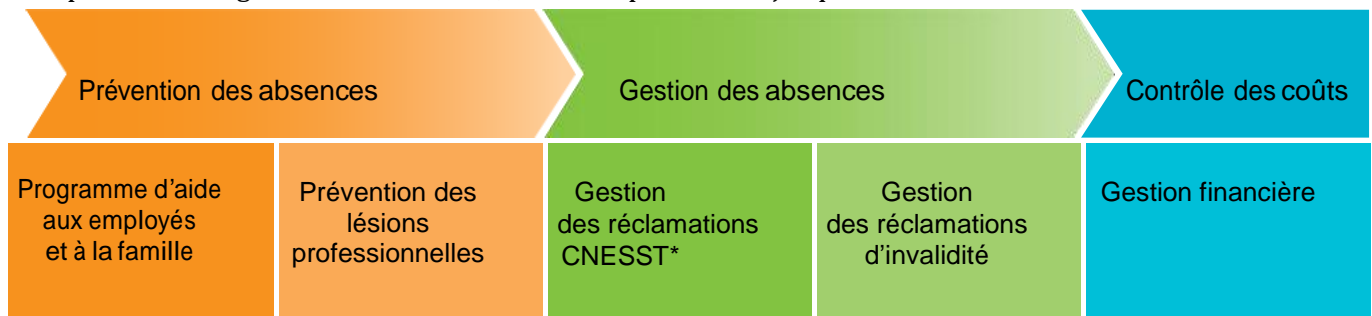 Prévention des absences
Gestion des absences
Contrôle des coûts
Programme d'aide
aux employés
et à la famille
Prévention des
lésions
professionnelles
Gestion
des réclamations
CNESST*
Gestion
des réclamations
d'invalidité
Gestion financière